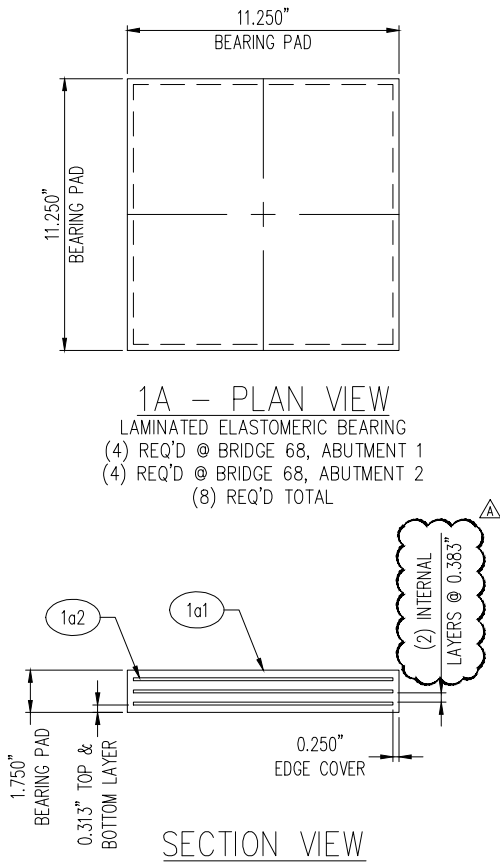 11.250"
BEARING PAD
11.250"
BEARING PAD
1A - PLAN VIEW
LAMINATED ELASTOMERIC BEARING
(4) REQ'D @ BRIDGE 68, ABUTMENT 1
(4) REQ'D @ BRIDGE 68, ABUTMENT 2
(8) REQ'D TOTAL
A
(2) INTERNAL
LAYERS @ 0.383"
1a2
1a1
1.750"
BEARING PAD
0.313" TOP &
BOTTOM LAYER
0.250"
EDGE COVER
SECTION VIEW